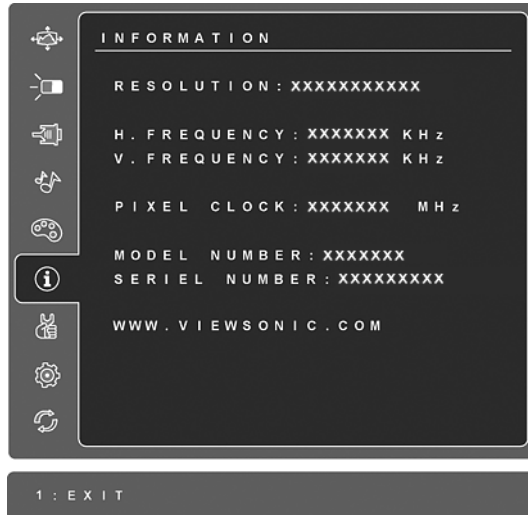 INFORMATION
RESOLUTION: XXXXXXXXXXX
H. FREQUENCY: XXXXXXX KHz
V. FREQUENCY: XXXXXXX KHz
PIXEL CLOCK: XXXXXXX MHz
MODEL NUMBER: XXXXXXX
SERIEL NUMBER: XXXXXXXXX
WWW.VIEWSONIC.COM
1:EXIT